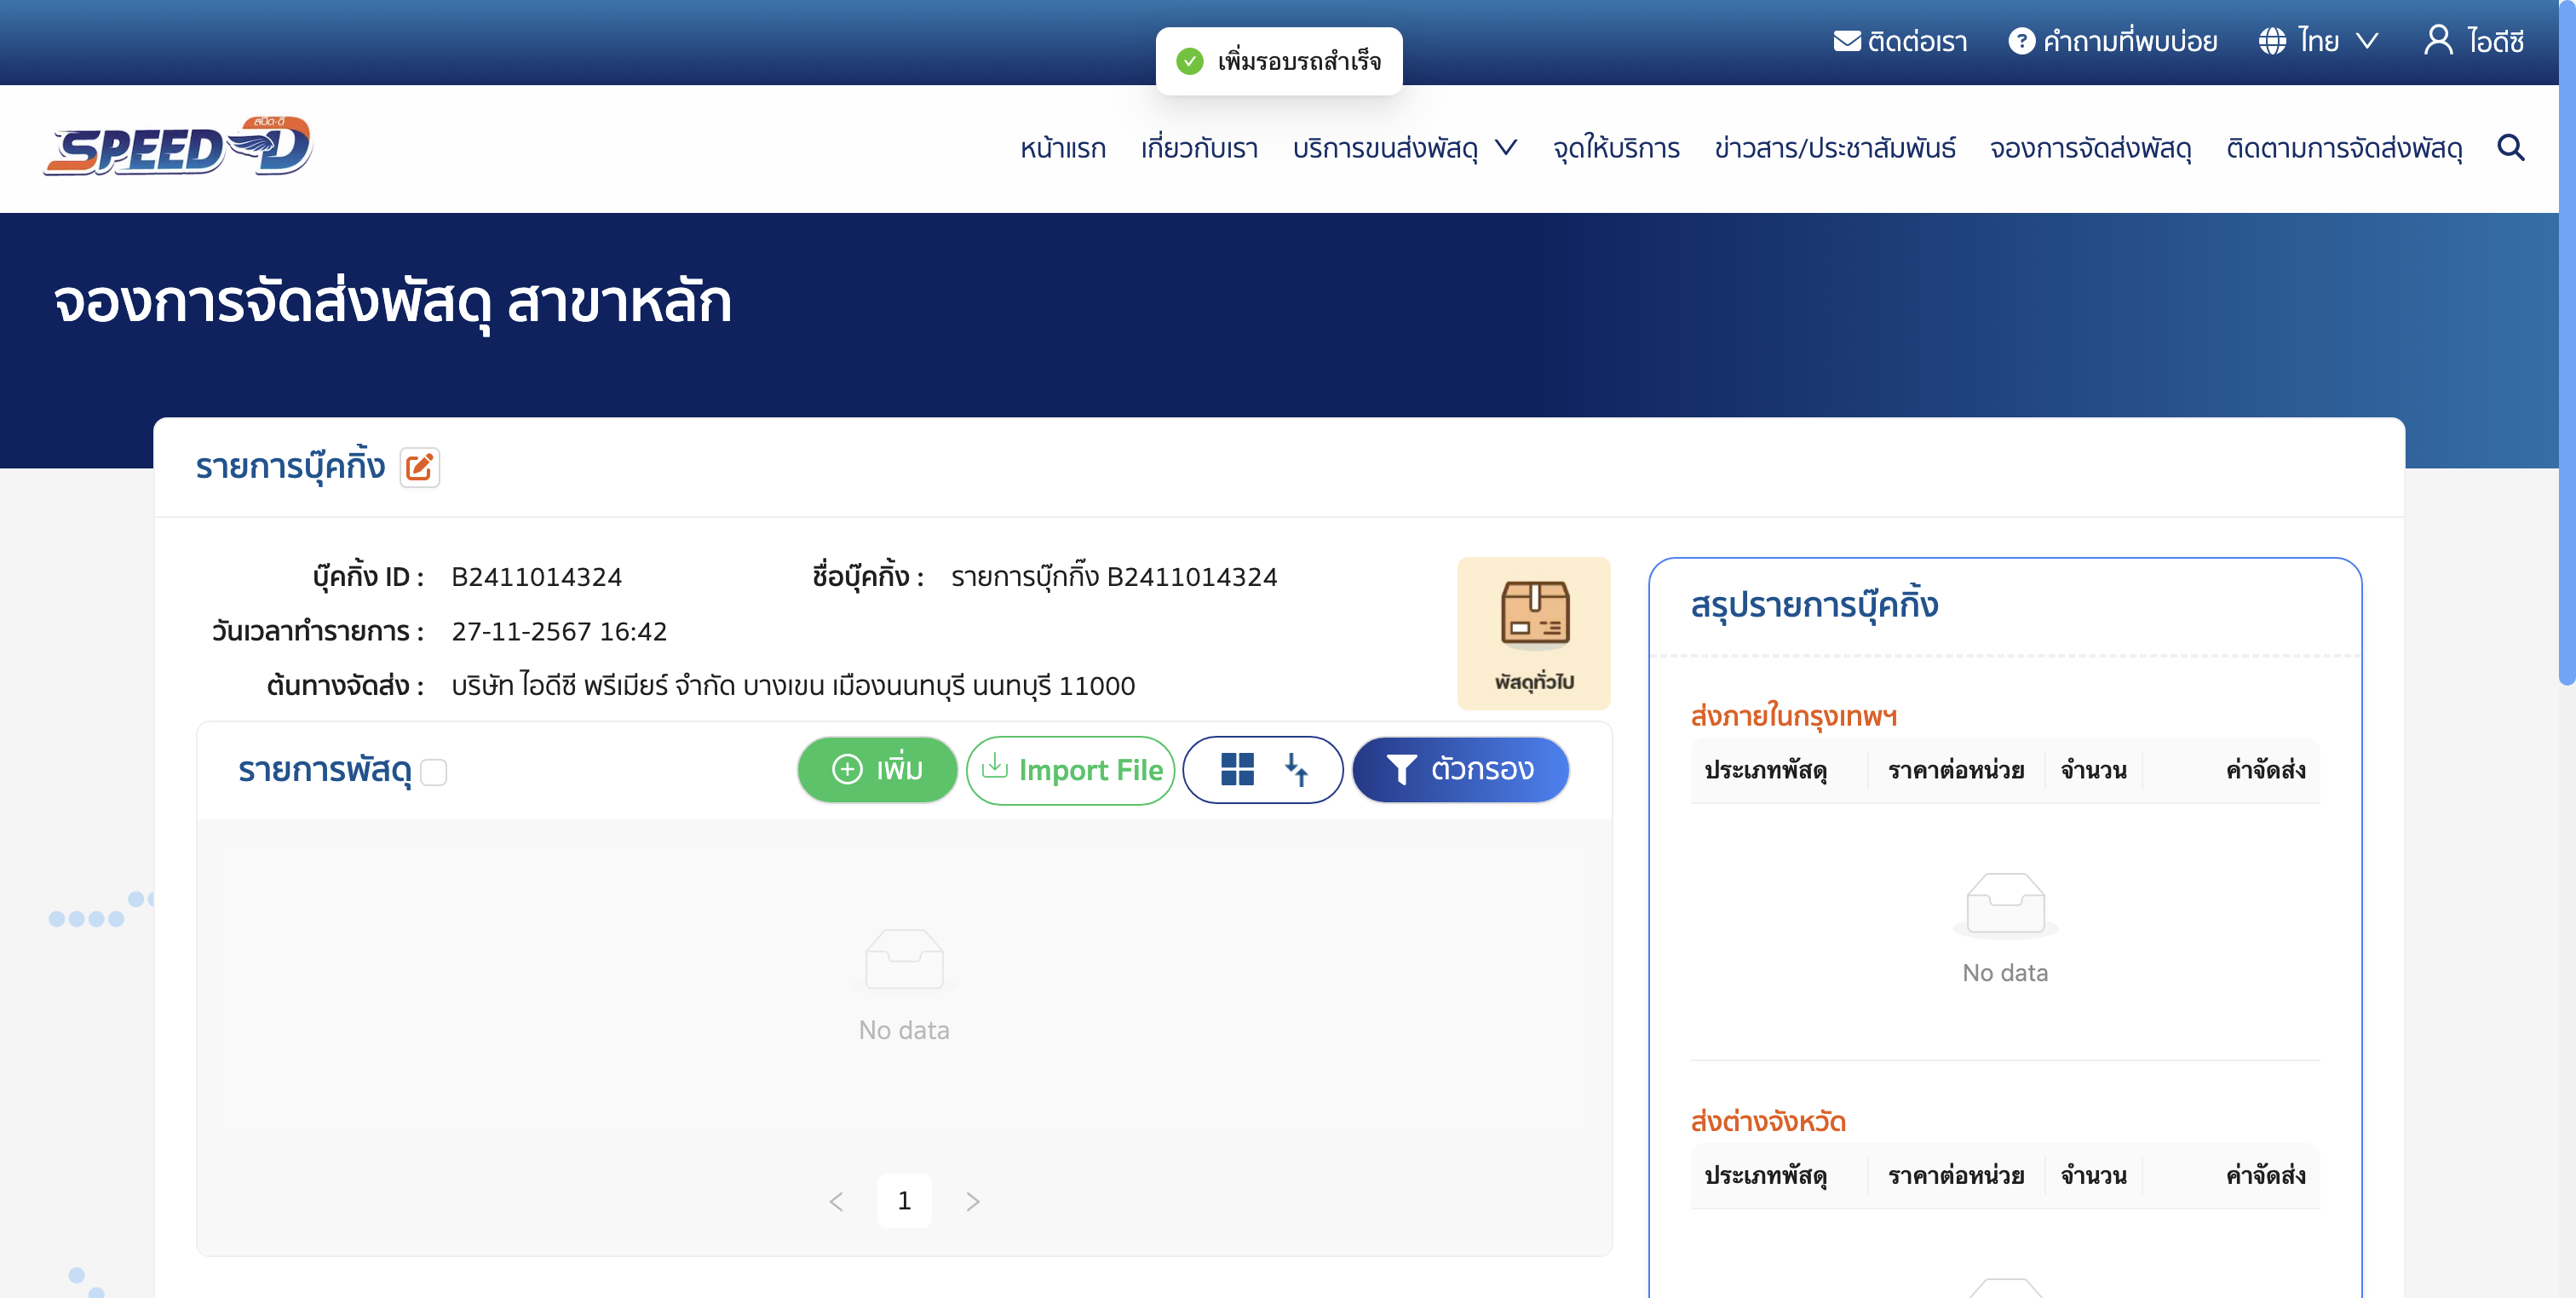 ติดต่อเรา คำถามที่พบบ่อย ไทย ไอดีซี
เพิ่มรอบรถสำเร็จ
SPEED-D สปีด-ดี
หน้าแรก เกี่ยวกับเรา บริการขนส่งพัสดุ จุดให้บริการ ข่าวสาร/ประชาสัมพันธ์ จองการจัดส่งพัสดุ ติดตามการจัดส่งพัสดุ
จองการจัดส่งพัสดุ สาขาหลัก
รายการบุ๊คกิ้ง
บุ๊คกิ้ง ID : B2411014324 ชื่อบุ๊คกิ้ง : รายการบุ๊กกิ๊ง B2411014324
วันเวลาทำรายการ : 27-11-2567 16:42
ต้นทางจัดส่ง : บริษัท ไอดีซี พรีเมียร์ จำกัด บางเขน เมืองนนทบุรี นนทบุรี 11000
พัสดุทั่วไป
รายการพัสดุ เพิ่ม Import File ตัวกรอง
No data
1
สรุปรายการบุ๊คกิ้ง
ส่งภายในกรุงเทพฯ
ประเภทพัสดุ ราคาต่อหน่วย จำนวน ค่าจัดส่ง
No data
ส่งต่างจังหวัด
ประเภทพัสดุ ราคาต่อหน่วย จำนวน ค่าจัดส่ง